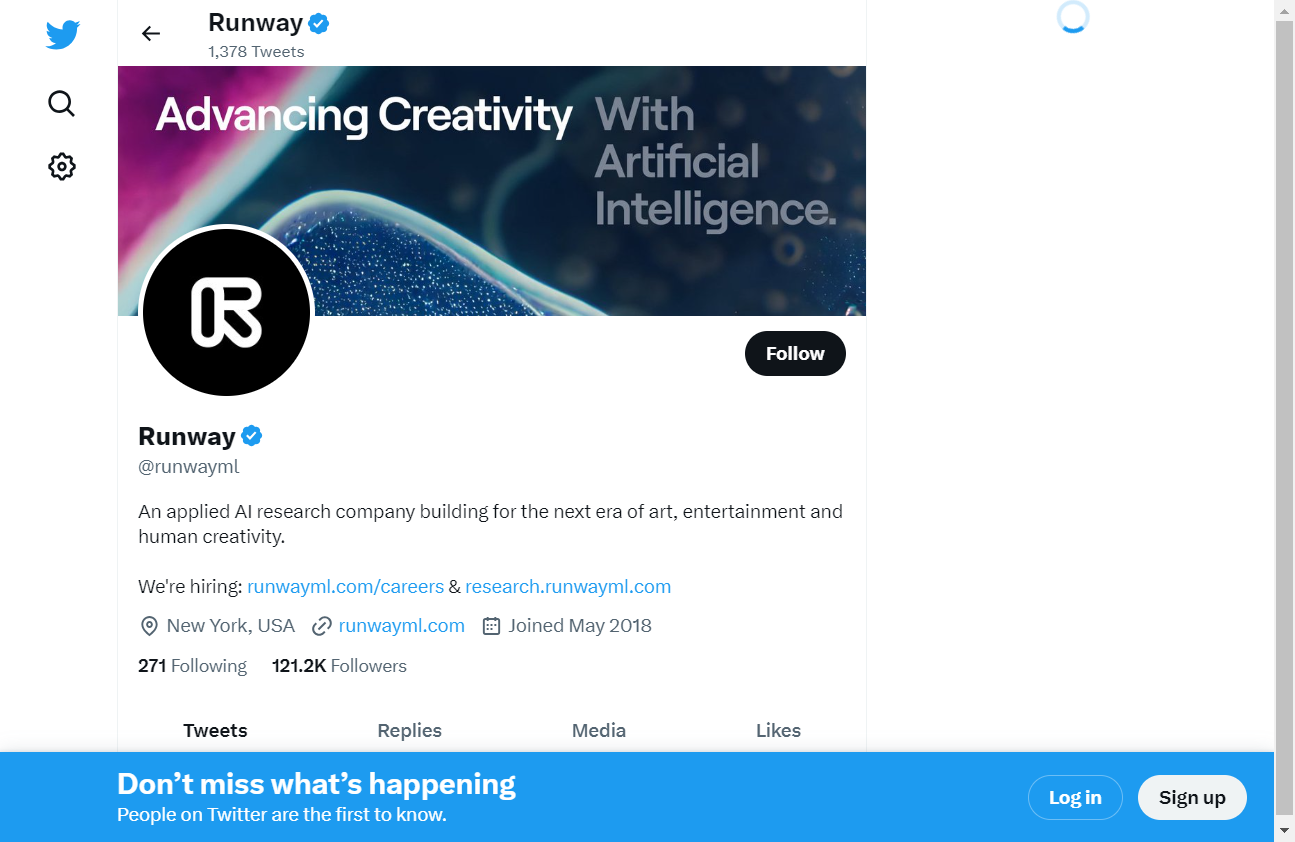 Runway
1,378 Tweets
Advancing Creativity With
Artificial
Intelligence.
R
Follow
Runway
@runwayml
An applied AI research company building for the next era of art, entertainment and
human creativity.
We're hiring: runwayml.com/careers & research.runwayml.com
New York, USA runwayml.com Joined May 2018
271 Following 121.2K Followers
Tweets Replies Media Likes
Don’t miss what’s happening
People on Twitter are the first to know.
Log in Sign up